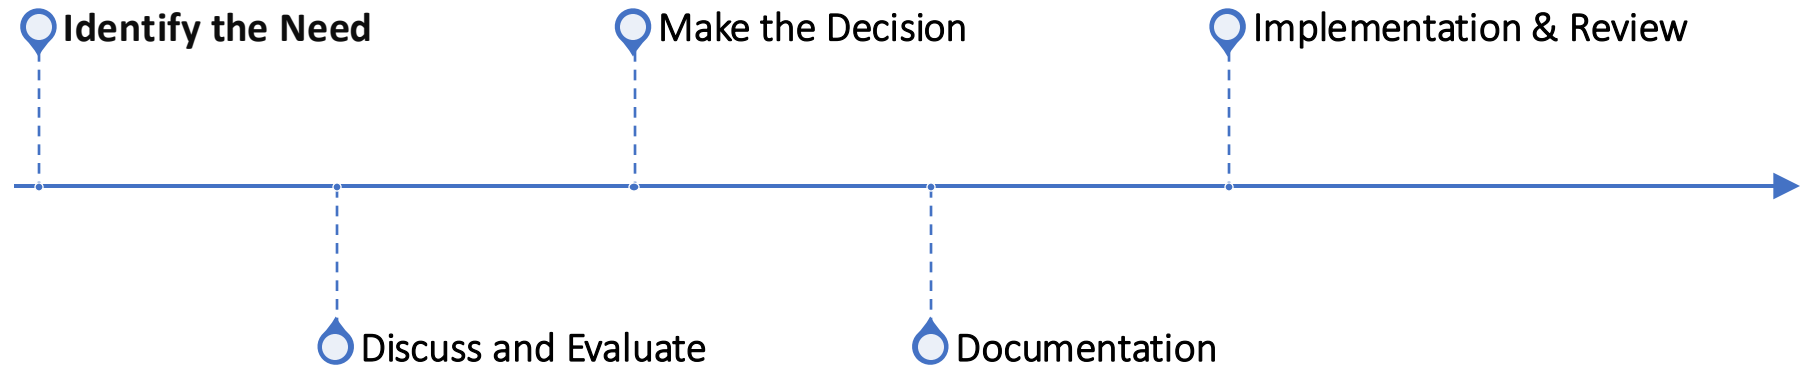 Identify the Need
Make the Decision
Implementation & Review
Discuss and Evaluate
Documentation